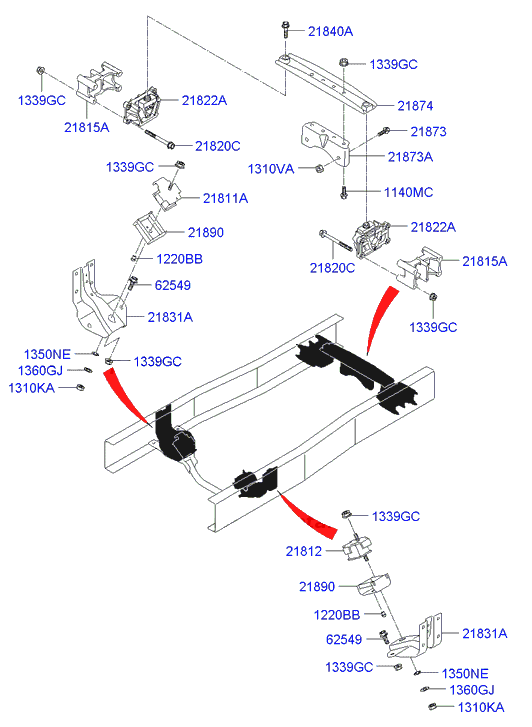 21840A
1339GC
1339GC
21822A
21874
21815A
21873
21820C
21873A
1339GC
1310VA
1140MC
21811A
21822A
21890
1220BB
21820C
21815A
62549
21831A
1339GC
1350NE
1339GC
1360GJ
1310KA
1339GC
21812
21890
1220BB
62549
21831A
1339GC
1350NE
1360GJ
1310KA